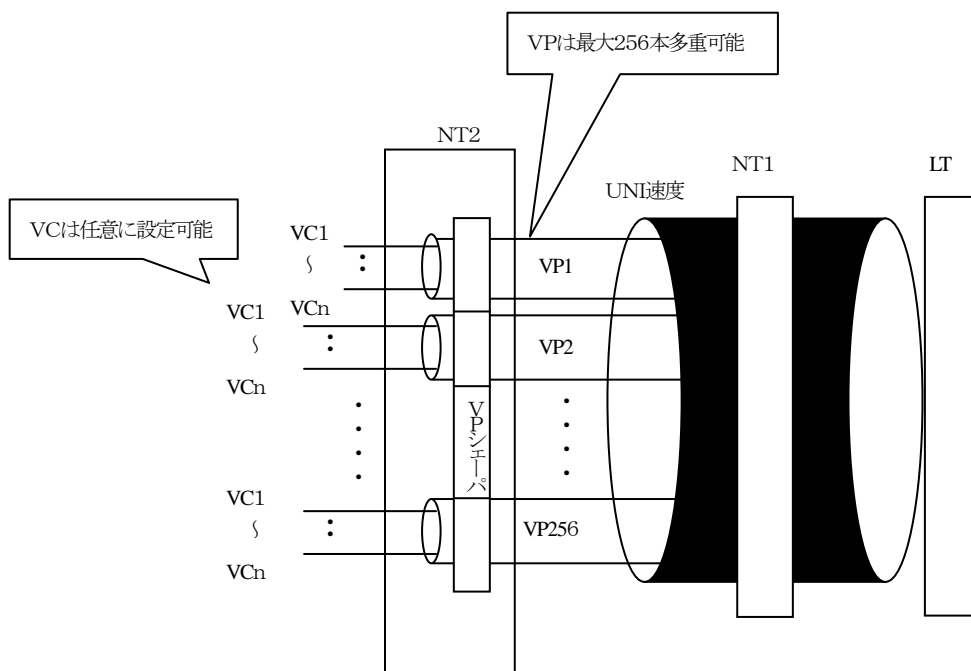 VPは最大256本多重可能
NT2
NT1
LT
UNI速度
VCは任意に設定可能
VC1
～
VCn
:
VP1
VC1
～
VCn
:
VP2
・・・・
VPシェーパ
・・・・
VC1
～
VCn
:
VP256